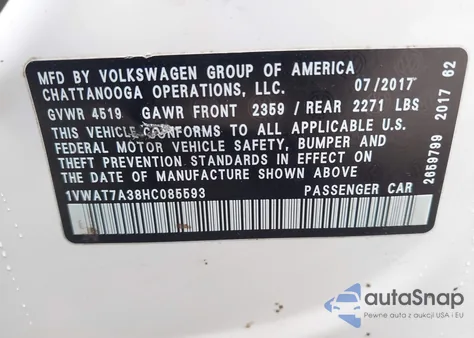 MFD BY VOLKSWAGEN GROUP OF AMERICA
CHATTANOOGA OPERATIONS, LLC. 07/2017
GVWR 4519 GAWR FRONT 2359 / REAR 2271 LBS
THIS VEHICLE CONFORMS TO ALL APPLICABLE U.S.
FEDERAL MOTOR VEHICLE SAFETY, BUMPER AND
THEFT PREVENTION STANDARDS IN EFFECT ON
THE DATE OF MANUFACTURE SHOWN ABOVE
1VWAT7A38HC085593 PASSENGER CAR
2659799 2017 62
autoSnap
Pewne auta z aukcji USA i EU